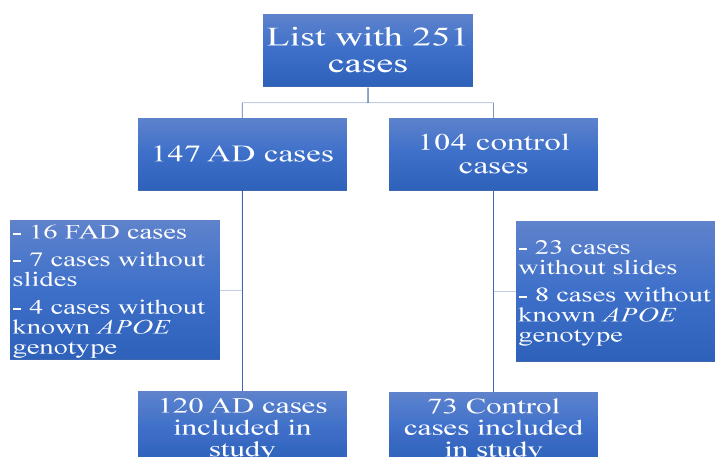 List with 251
cases
147 AD cases
104 control
cases
- 16 FAD cases
- 7 cases without
slides
- 4 cases without
known APOE
genotype
- 23 cases
without slides
- 8 cases without
known APOE
genotype
120 AD cases
included in
study
73 Control
cases included
in study